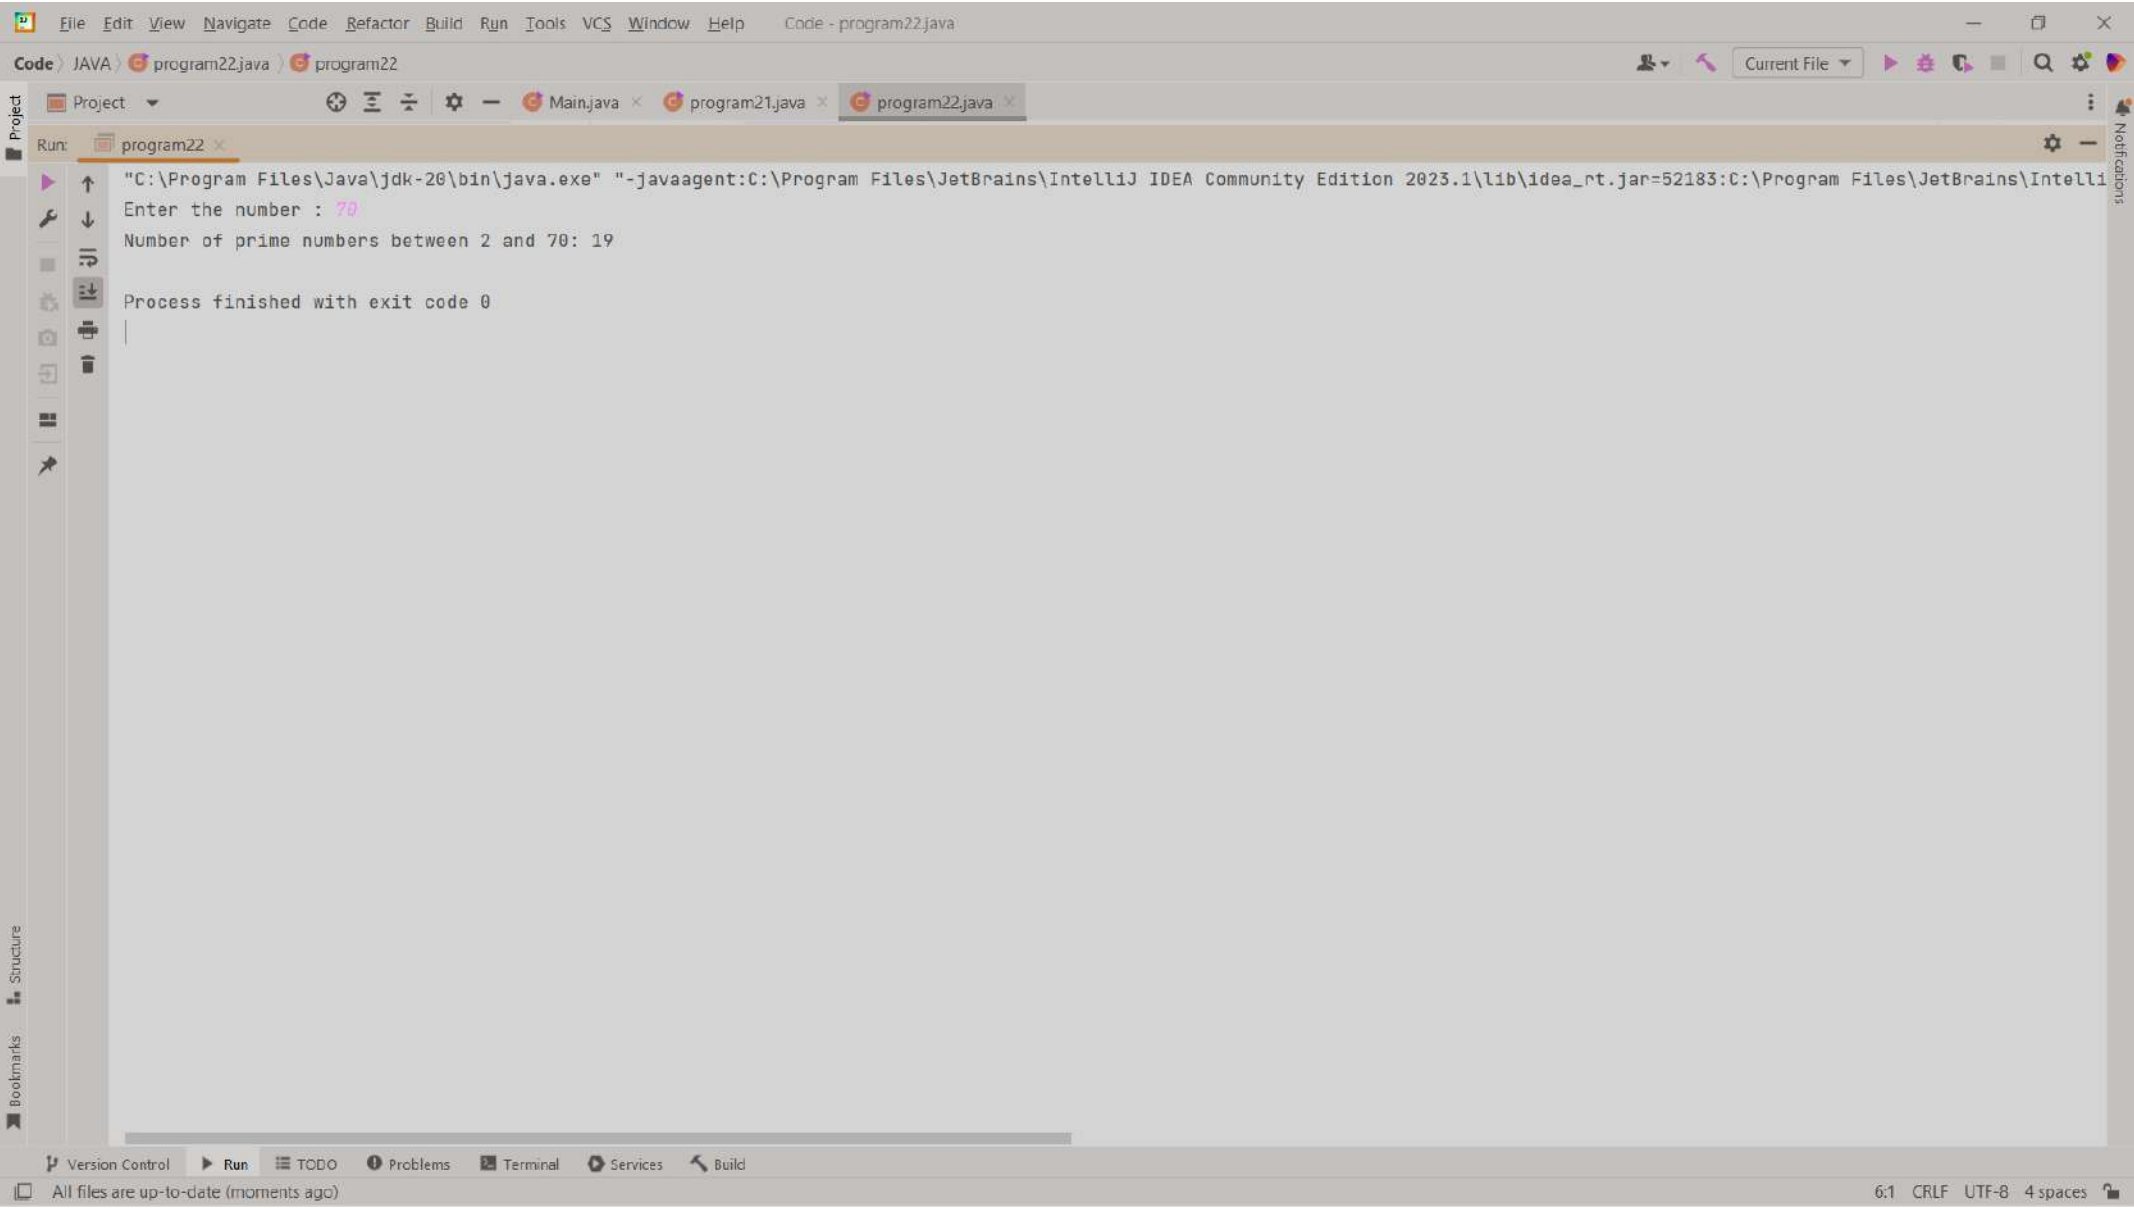 File Edit View Navigate Code Refactor Build Run Tools VCS Window Help Code - program22.java
Code JAVA program22.java program22
Current File
Project Main.java program21.java program22.java
Run: program22
"C:\Program Files\Java\jdk-20\bin\java.exe" "-javaagent:C:\Program Files\JetBrains\IntelliJ IDEA Community Edition 2023.1\lib\idea_rt.jar=52183:C:\Program Files\JetBrains\Intelli
Enter the number : 70
Number of prime numbers between 2 and 70: 19
Process finished with exit code 0
Project
Structure
Bookmarks
Notifications
Version Control Run TODO Problems Terminal Services Build
All files are up-to-date (moments ago)
6:1 CRLF UTF-8 4 spaces